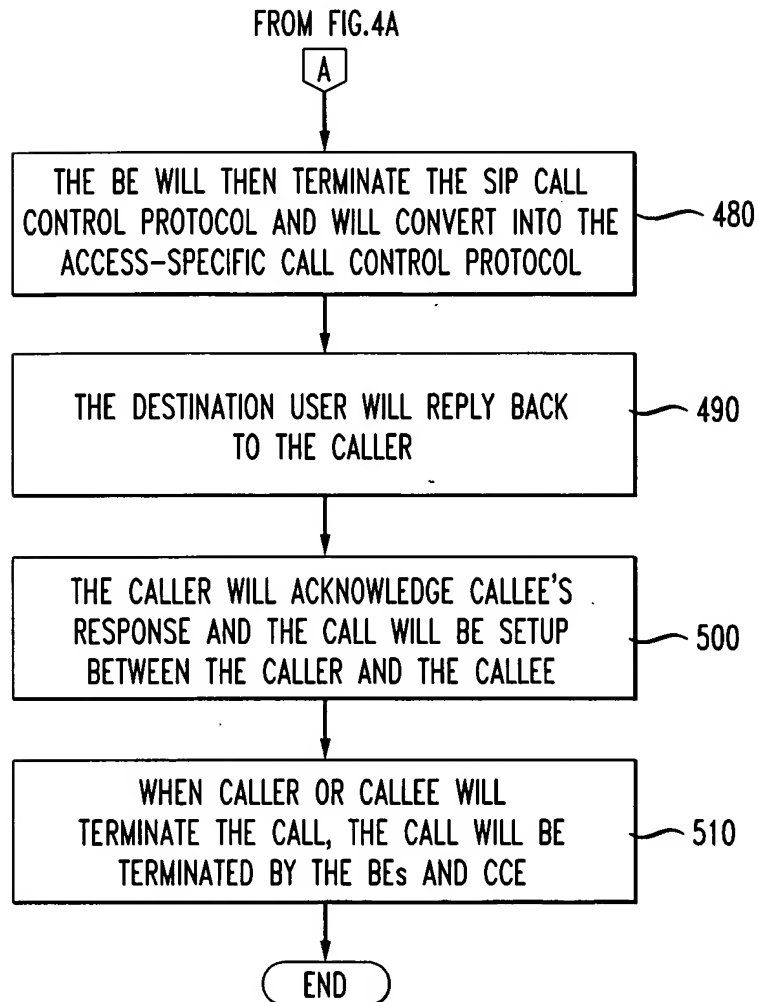 FROM FIG.4A
A
THE BE WILL THEN TERMINATE THE SIP CALL
CONTROL PROTOCOL AND WILL CONVERT INTO THE
ACCESS-SPECIFIC CALL CONTROL PROTOCOL
480
THE DESTINATION USER WILL REPLY BACK
TO THE CALLER
490
THE CALLER WILL ACKNOWLEDGE CALLEE'S
RESPONSE AND THE CALL WILL BE SETUP
BETWEEN THE CALLER AND THE CALLEE
500
WHEN CALLER OR CALLEE WILL
TERMINATE THE CALL, THE CALL WILL BE
TERMINATED BY THE BEs AND CCE
510
END